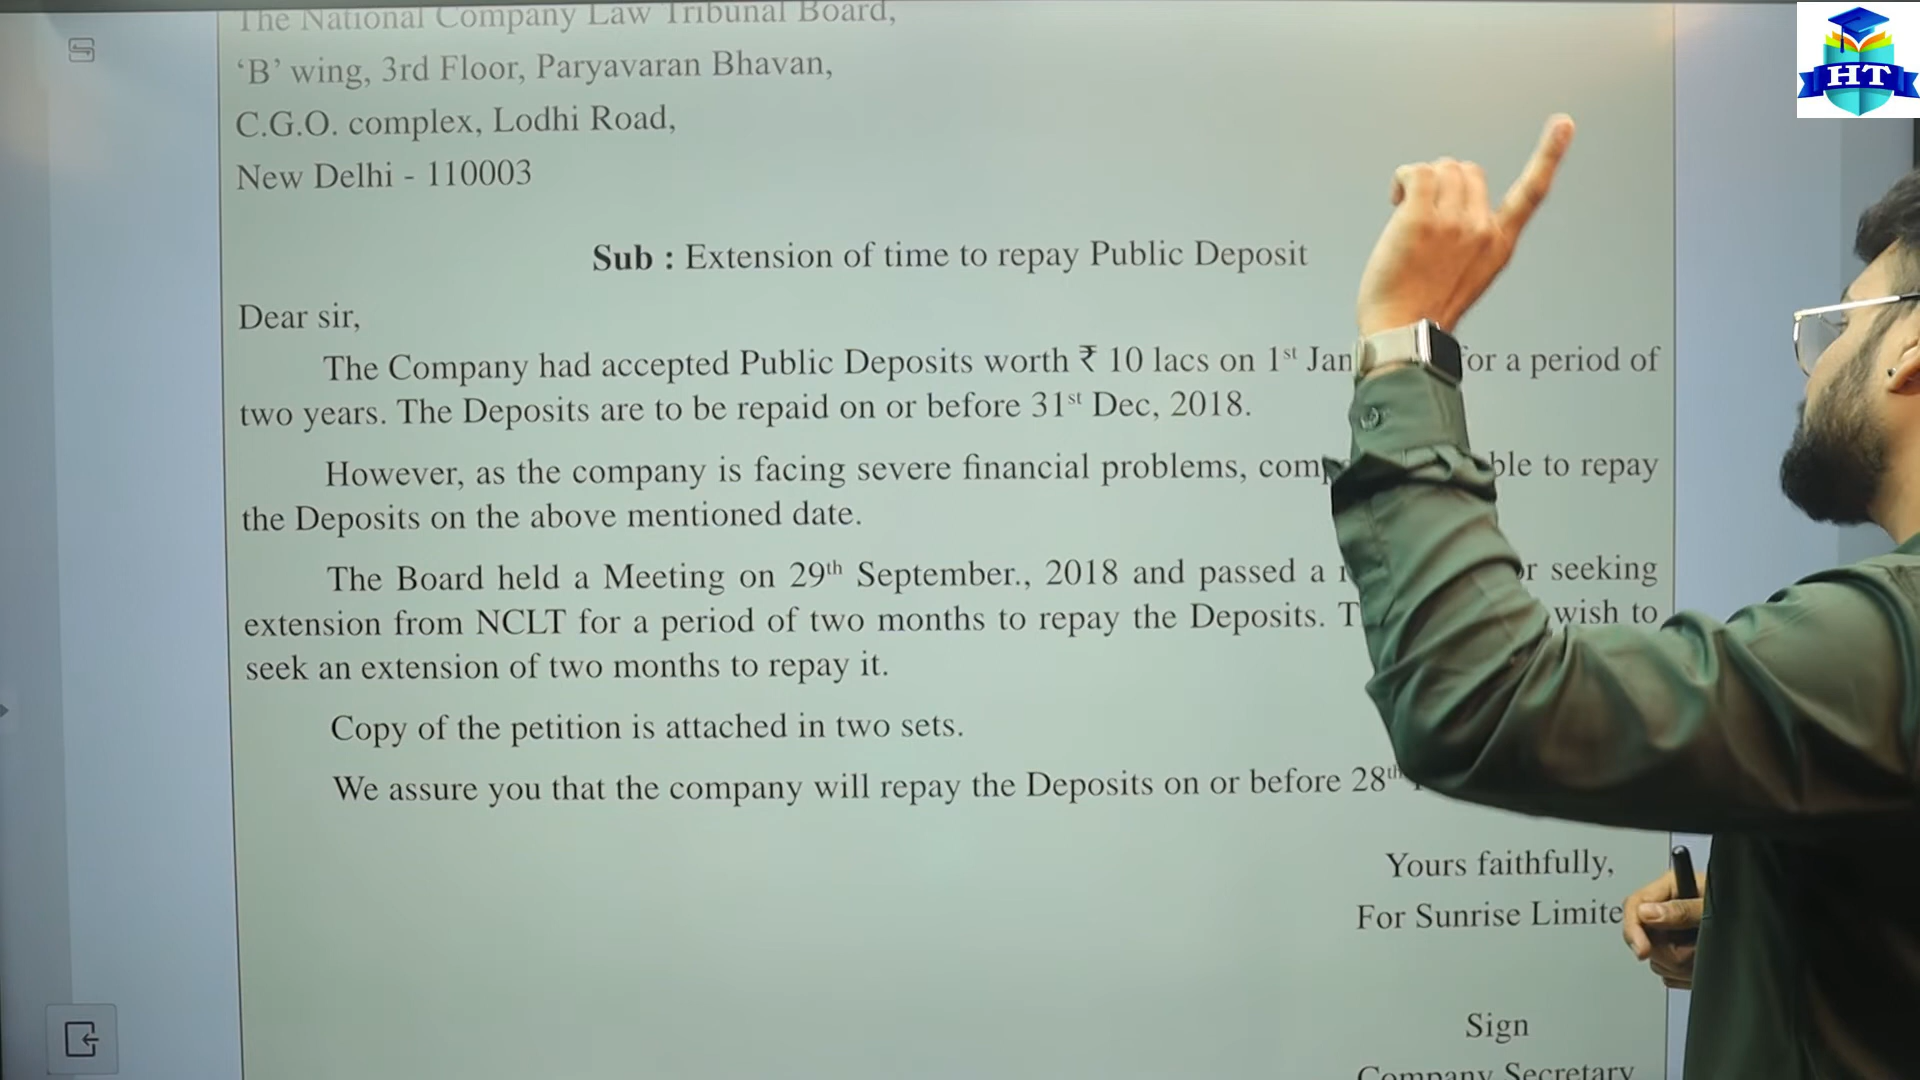 The National Company Law Tribunal Board,
‘B’ wing, 3rd Floor, Paryavaran Bhavan,
C.G.O. complex, Lodhi Road,
New Delhi - 110003
Sub : Extension of time to repay Public Deposit
Dear sir,
The Company had accepted Public Deposits worth ₹ 10 lacs on 1st Jan for a period of
two years. The Deposits are to be repaid on or before 31st Dec, 2018.
However, as the company is facing severe financial problems, to repay
the Deposits on the above mentioned date.
The Board held a Meeting on 29th September., 2018 and passed a seeking
extension from NCLT for a period of two months to repay the Deposits. wish to
seek an extension of two months to repay it.
Copy of the petition is attached in two sets.
We assure you that the company will repay the Deposits on or before 28th
Yours faithfully,
For Sunrise
Sign
Company Secretary
HT